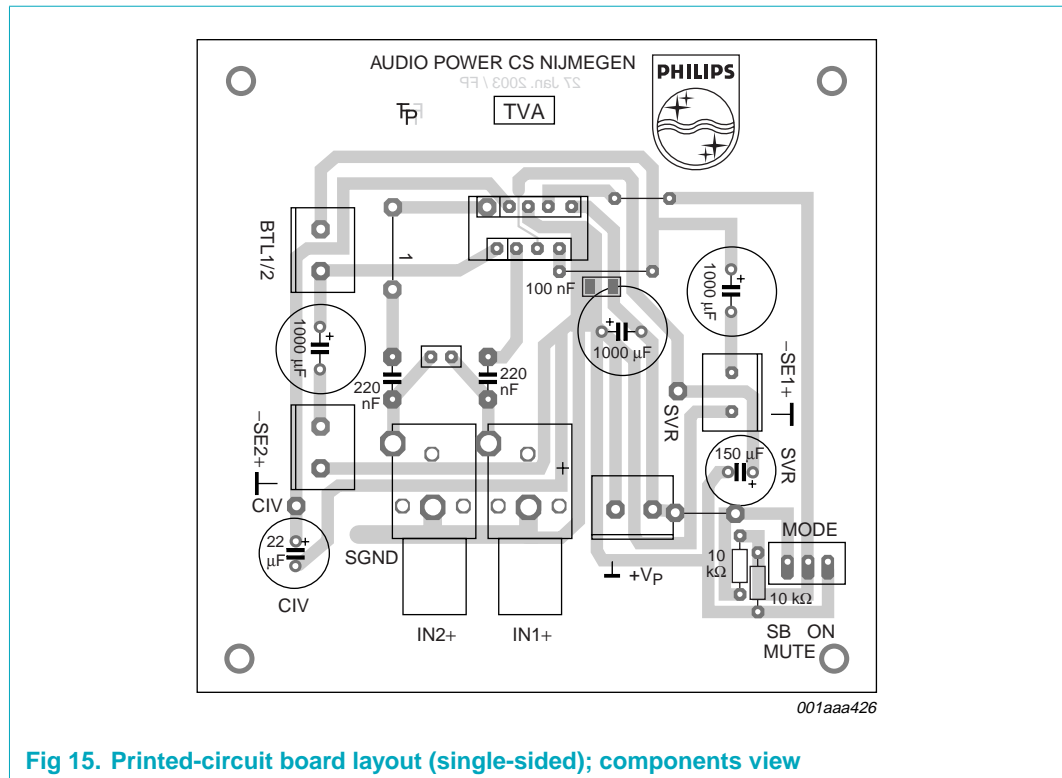 AUDIO POWER CS NIJMEGEN
27 Jan. 2003 / FP
PHILIPS
TVA
BTL1/2
1
100 nF
1000 µF
1000 µF
1000 µF
220 nF
220 nF
−SE1+
SVR
−SE2+
150 µF
SVR
CIV
22 µF
SGND
CIV
+VP
MODE
10 kΩ
10 kΩ
IN2+
IN1+
SB ON
MUTE
001aaa426
Fig 15. Printed-circuit board layout (single-sided); components view